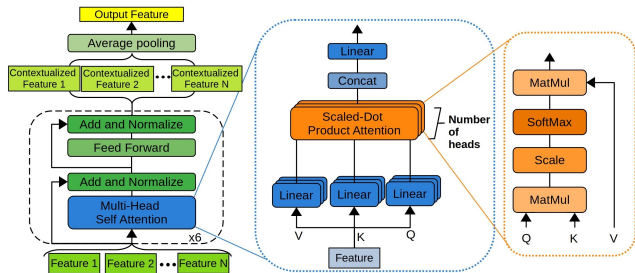 Output Feature
Average pooling
Contextualized
Feature 1
Contextualized
Feature 2
Contextualized
Feature N
Add and Normalize
Feed Forward
Add and Normalize
Multi-Head
Self Attention
x6
Feature 1
Feature 2
Feature N
Linear
Concat
Scaled-Dot
Product Attention
Number
of
heads
Linear
Linear
Linear
V
K
Q
Feature
MatMul
SoftMax
Scale
MatMul
Q
K
V